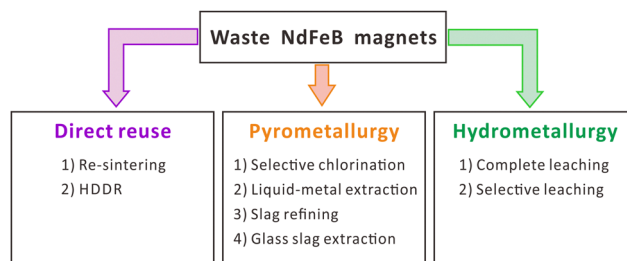 Waste NdFeB magnets
Direct reuse
1) Re-sintering
2) HDDR
Pyrometallurgy
1) Selective chlorination
2) Liquid-metal extraction
3) Slag refining
4) Glass slag extraction
Hydrometallurgy
1) Complete leaching
2) Selective leaching